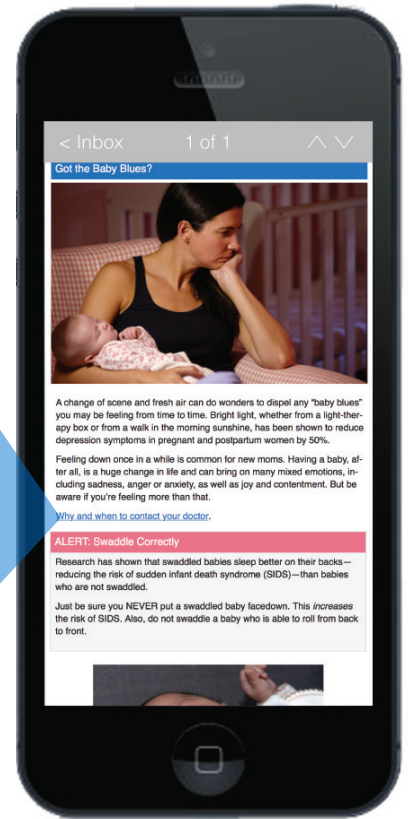 < Inbox 1 of 1
Got the Baby Blues?
A change of scene and fresh air can do wonders to dispel any "baby blues"
you may be feeling from time to time. Bright light, whether from a light-ther-
apy box or from a walk in the morning sunshine, has been shown to reduce
depression symptoms in pregnant and postpartum women by 50%.
Feeling down once in a while is common for new moms. Having a baby, af-
ter all, is a huge change in life and can bring on many mixed emotions, in-
cluding sadness, anger or anxiety, as well as joy and contentment. But be
aware if you're feeling more than that.
Why and when to contact your doctor.
ALERT: Swaddle Correctly
Research has shown that swaddled babies sleep better on their backs—
reducing the risk of sudden infant death syndrome (SIDS)—than babies
who are not swaddled.
Just be sure you NEVER put a swaddled baby facedown. This increases
the risk of SIDS. Also, do not swaddle a baby who is able to roll from back
to front.